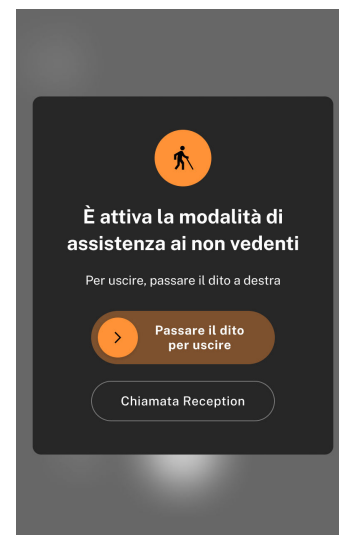 È attiva la modalità di
assistenza ai non vedenti
Per uscire, passare il dito a destra
Passare il dito
per uscire
Chiamata Reception